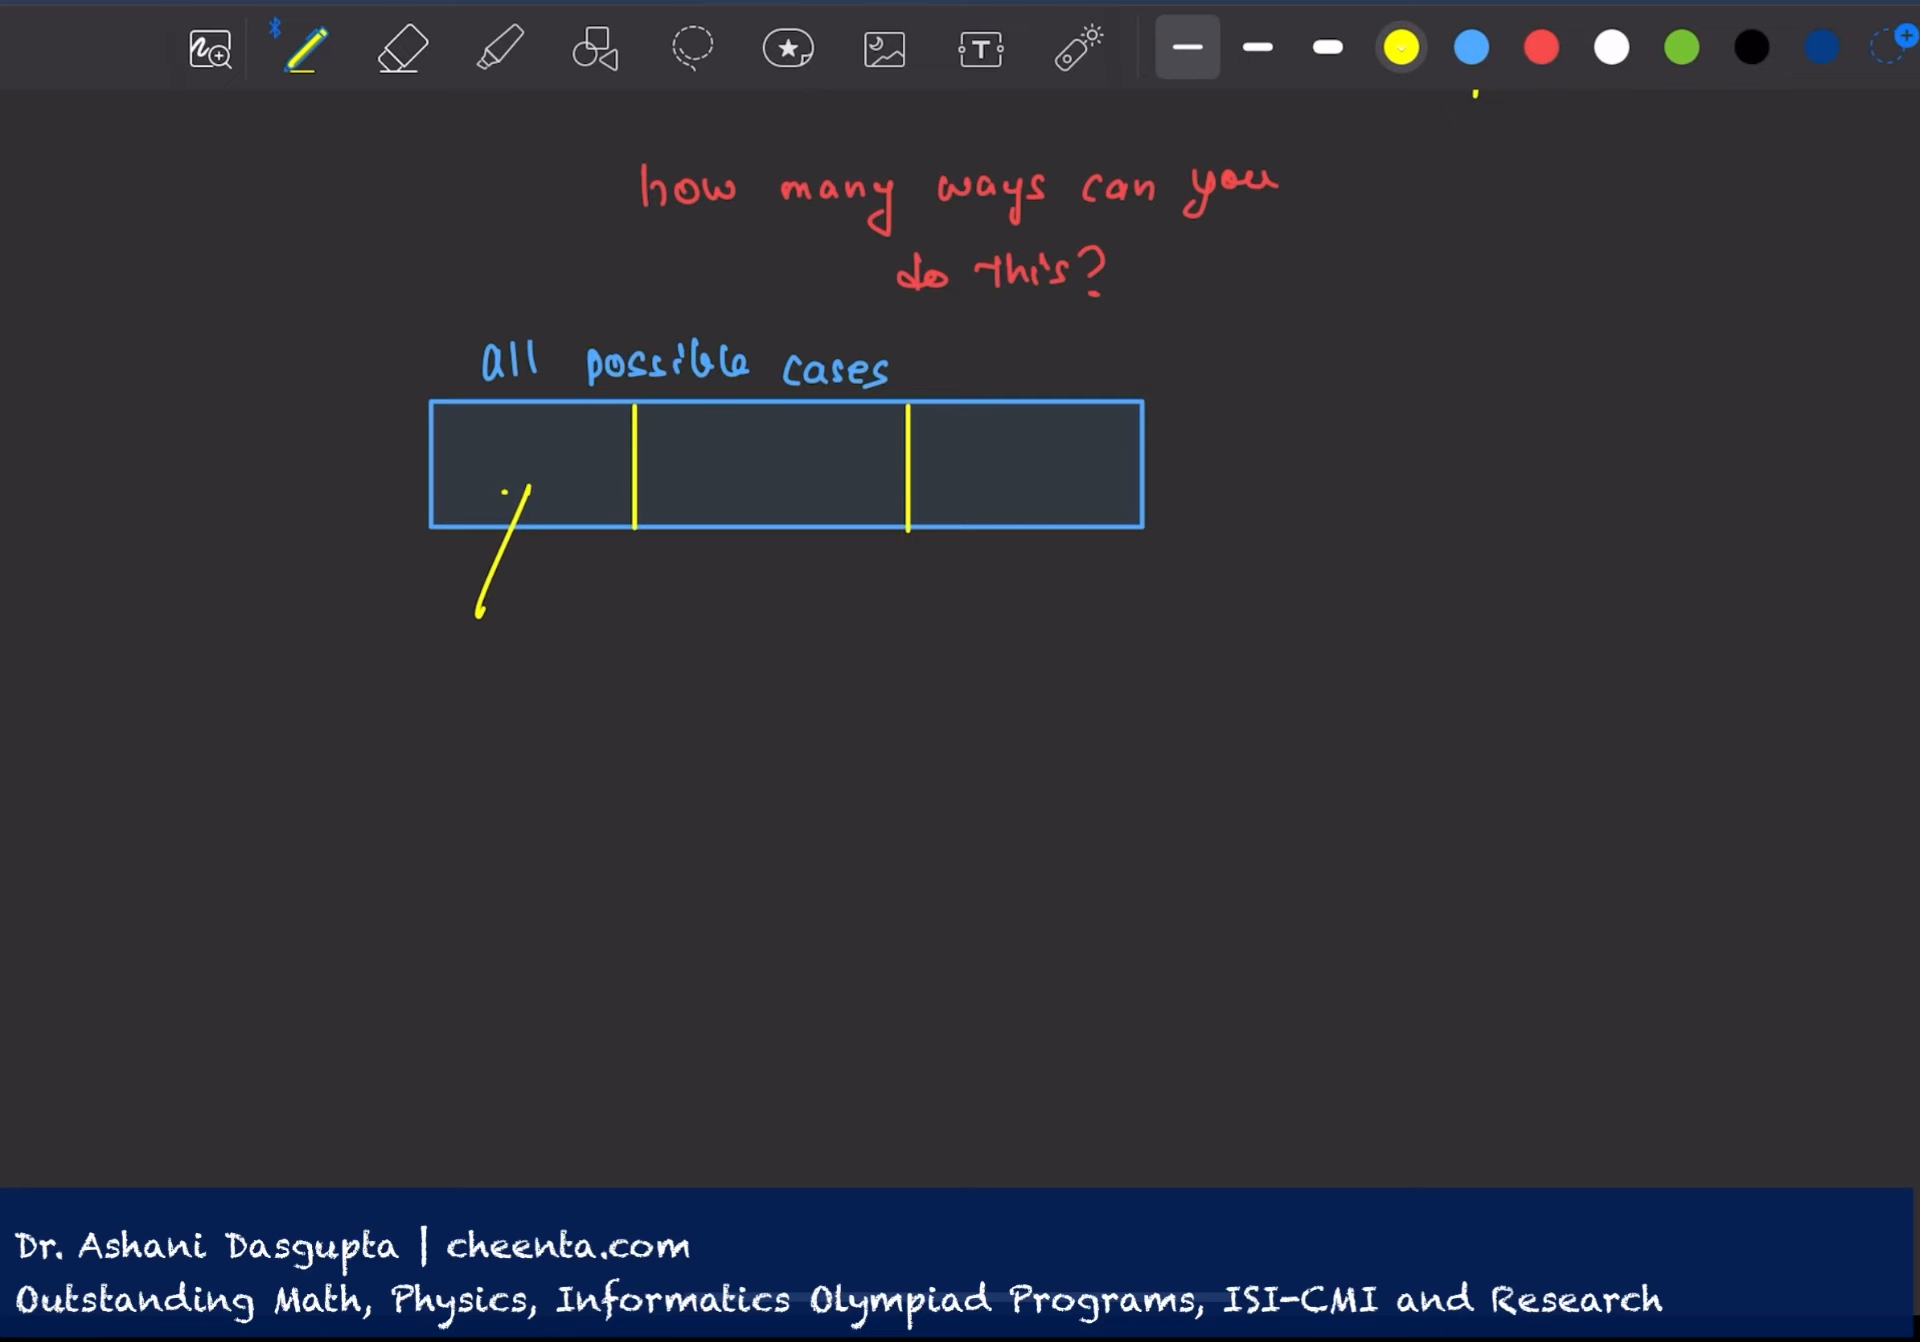 how many ways can you
do this?
all possible cases
Dr. Ashani Dasgupta | cheenta.com
Outstanding Math, Physics, Informatics Olympiad Programs, ISI-CMI and Research